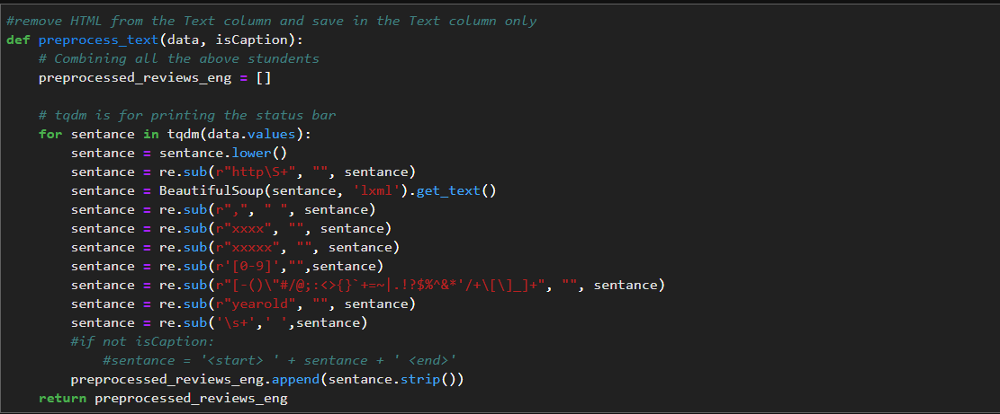 #remove HTML from the Text column and save in the Text column only
def preprocess_text(data, isCaption):
    # Combining all the above stundents
    preprocessed_reviews_eng = []

    # tqdm is for printing the status bar
    for sentance in tqdm(data.values):
        sentance = sentance.lower()
        sentance = re.sub(r"http\S+", "", sentance)
        sentance = BeautifulSoup(sentance, 'lxml').get_text()
        sentance = re.sub(r",", " ", sentance)
        sentance = re.sub(r"xxxx", "", sentance)
        sentance = re.sub(r"xxxxx", "", sentance)
        sentance = re.sub(r'[0-9]',"",sentance)
        sentance = re.sub(r"[-()\"#/@;:<>{}`+=~|.!?$%^&*'/+\[\]_]+", "", sentance)
        sentance = re.sub(r"yearold", "", sentance)
        sentance = re.sub('\s+',' ',sentance)
        #if not isCaption:
            #sentance = '<start> ' + sentance + ' <end>'
        preprocessed_reviews_eng.append(sentance.strip())
    return preprocessed_reviews_eng